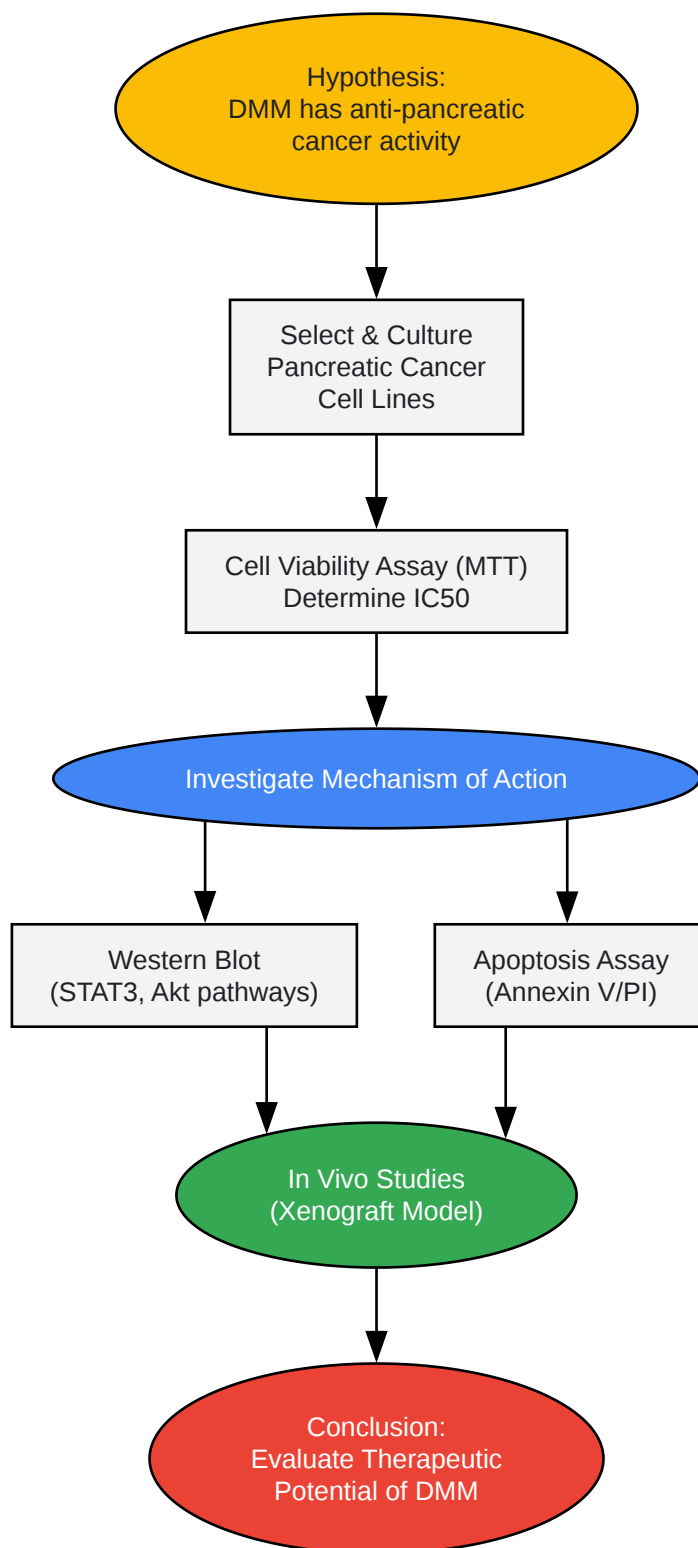 Hypothesis:
DMM has anti-pancreatic
cancer activity
Select & Culture
Pancreatic Cancer
Cell Lines
Cell Viability Assay (MTT)
Determine IC50
Investigate Mechanism of Action
Western Blot
(STAT3, Akt pathways)
Apoptosis Assay
(Annexin V/PI)
In Vivo Studies
(Xenograft Model)
Conclusion:
Evaluate Therapeutic
Potential of DMM